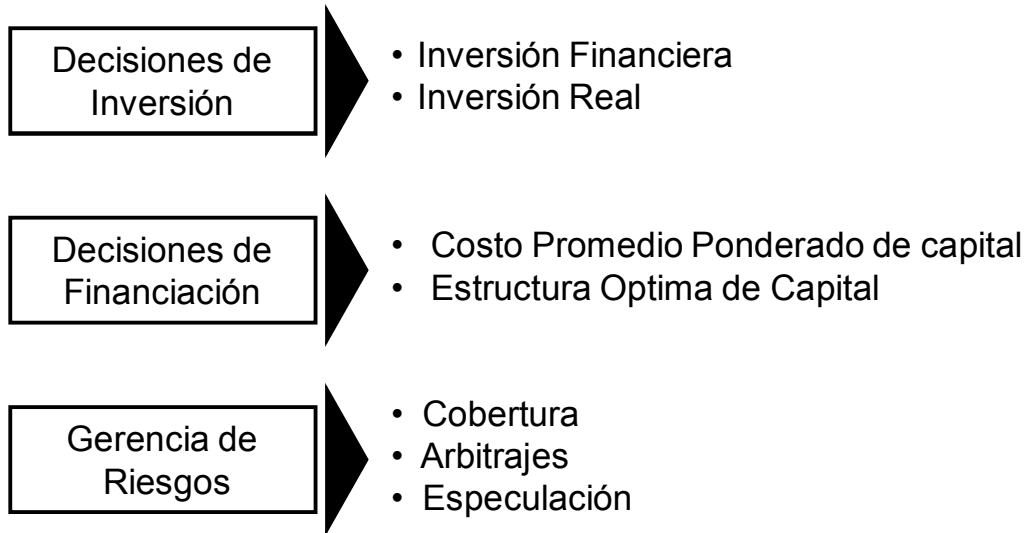 Decisiones de
Inversión
• Inversión Financiera
• Inversión Real
Decisiones de
Financiación
• Costo Promedio Ponderado de capital
• Estructura Optima de Capital
Gerencia de
Riesgos
• Cobertura
• Arbitrajes
• Especulación